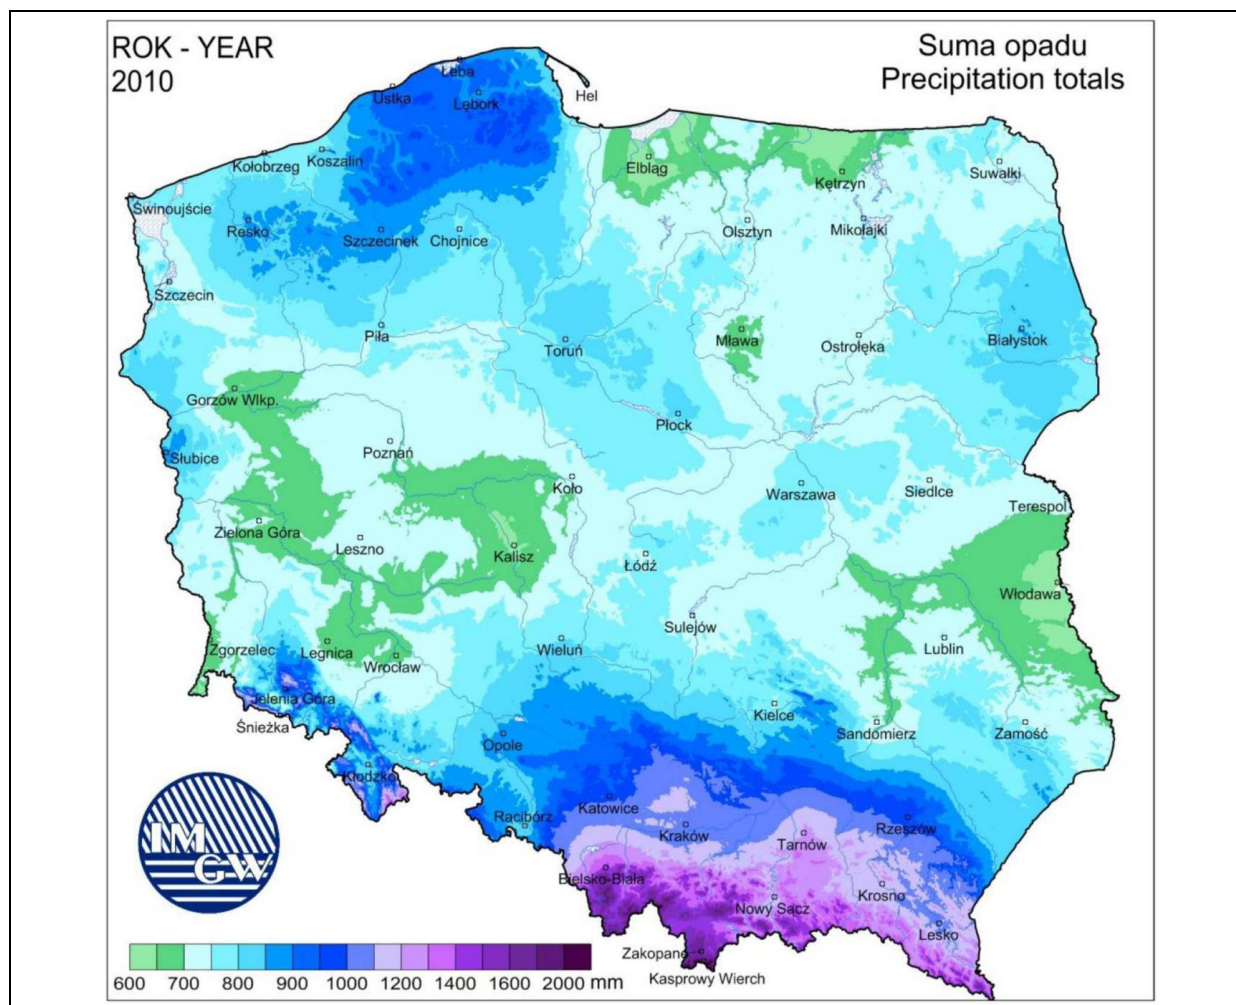 ROK - YEAR
2010
Suma opadu
Precipitation totals
Łeba
Ustka
Lębork
Hel
Kołobrzeg
Koszalin
Elbląg
Kętrzyn
Suwałki
Świnoujście
Resko
Szczecinek
Chojnice
Olsztyn
Mikołajki
Szczecin
Piła
Toruń
Mława
Ostrołęka
Białystok
Gorzów Wlkp.
Płock
Słubice
Poznań
Koło
Warszawa
Siedlce
Terespol
Zielona Góra
Leszno
Kalisz
Łódź
Włodawa
Sulejów
Zgorzelec
Legnica
Wrocław
Wieluń
Lublin
Jelenia Góra
Śnieżka
Kielce
Sandomierz
Zamość
Opole
Kłodzko
Katowice
Racibórz
Kraków
Tarnów
Rzeszów
Bielsko-Biała
Krosno
Nowy Sącz
Lesko
Zakopane
Kasprowy Wierch
IM
GW
600 700 800 900 1000 1200 1400 1600 2000 mm